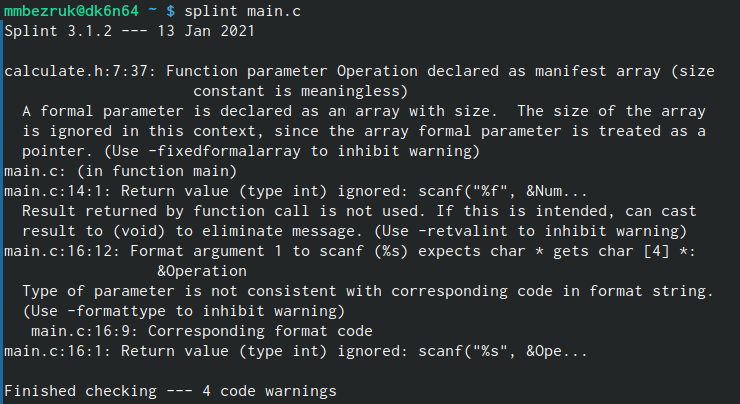 mmbezruk@dk6n64 ~ $ splint main.c
Splint 3.1.2 --- 13 Jan 2021

calculate.h:7:37: Function parameter Operation declared as manifest array (size
                     constant is meaningless)
  A formal parameter is declared as an array with size.  The size of the array
  is ignored in this context, since the array formal parameter is treated as a
  pointer. (Use -fixedformalarray to inhibit warning)
main.c: (in function main)
main.c:14:1: Return value (type int) ignored: scanf("%f", &Num...
  Result returned by function call is not used. If this is intended, can cast
  result to (void) to eliminate message. (Use -retvalint to inhibit warning)
main.c:16:12: Format argument 1 to scanf (%s) expects char * gets char [4] *:
                 &Operation
  Type of parameter is not consistent with corresponding code in format string.
  (Use -formattype to inhibit warning)
   main.c:16:9: Corresponding format code
main.c:16:1: Return value (type int) ignored: scanf("%s", &Ope...

Finished checking --- 4 code warnings